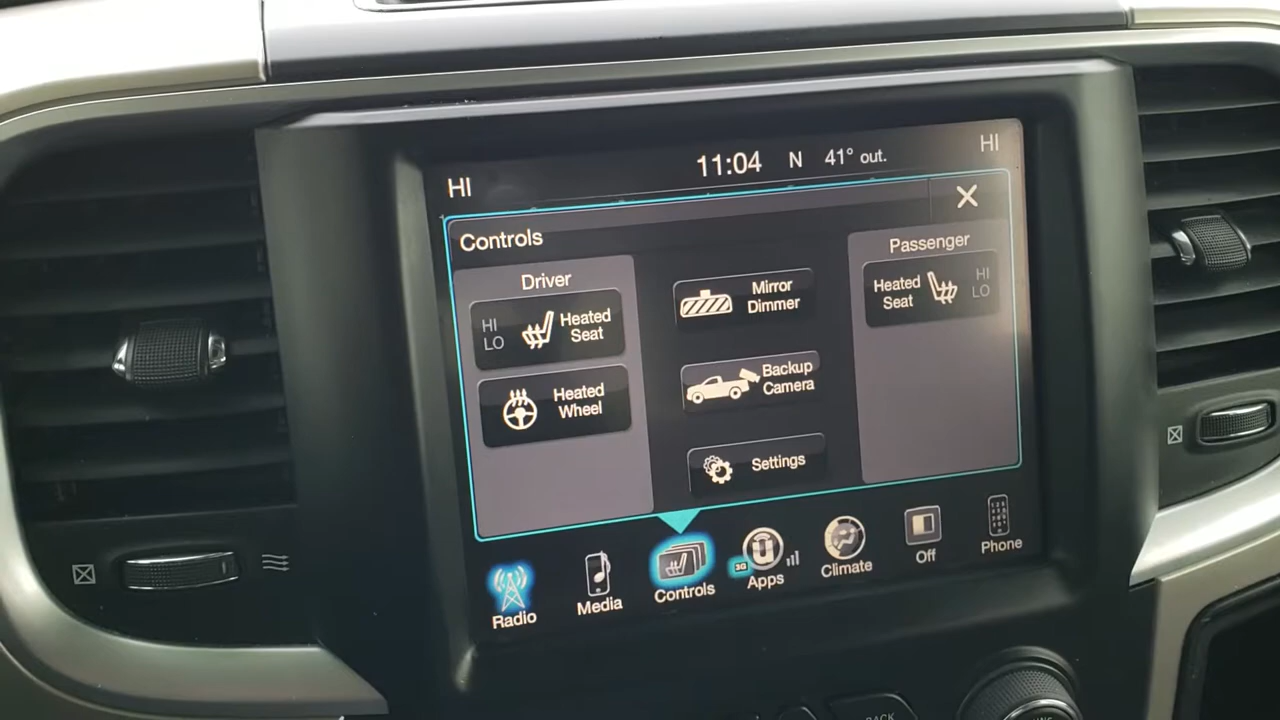 HI
11:04 N 41° out.
HI
Controls
X
Driver
HI
LO
Heated
Seat
Heated
Wheel
Mirror
Dimmer
Backup
Camera
Settings
Passenger
Heated
Seat
HI
LO
Radio
Media
Controls
3G
Apps
Climate
Off
Phone
BACK